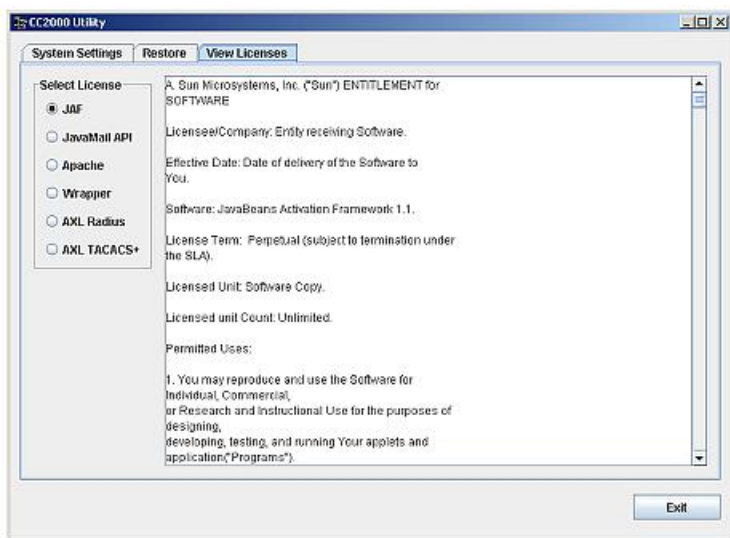 CC2000 Utility
System Settings
Restore
View Licenses
Select License
JAF
JavaMail API
Apache
Wrapper
AXL Radius
AXL TACACS+
A. Sun Microsystems, Inc. ("Sun") ENTITLEMENT for
SOFTWARE
Licensee/Company: Entity receiving Software.
Effective Date: Date of delivery of the Software to
You.
Software: JavaBeans Activation Framework 1.1.
License Term: Perpetual (subject to termination under
the SLA).
Licensed Unit: Software Copy.
Licensed unit Count: Unlimited.
Permitted Uses:
1. You may reproduce and use the Software for
Individual, Commercial,
or Research and Instructional Use for the purposes of
designing,
developing, testing, and running Your applets and
application("Programs").
Exit